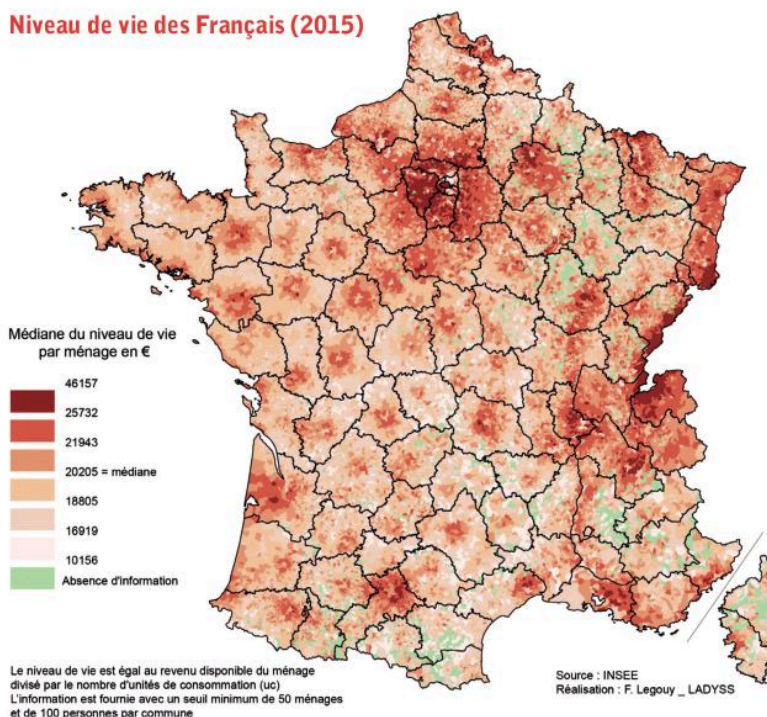 Niveau de vie des Français (2015)
Médiane du niveau de vie
par ménage en €
46157
25732
21943
20205 = médiane
18805
16919
10156
Absence d'information
Le niveau de vie est égal au revenu disponible du ménage
divisé par le nombre d'unités de consommation (uc)
L'information est fournie avec un seuil minimum de 50 ménages
et de 100 personnes par commune
Source : INSEE
Réalisation : F. Legouy _ LADYSS